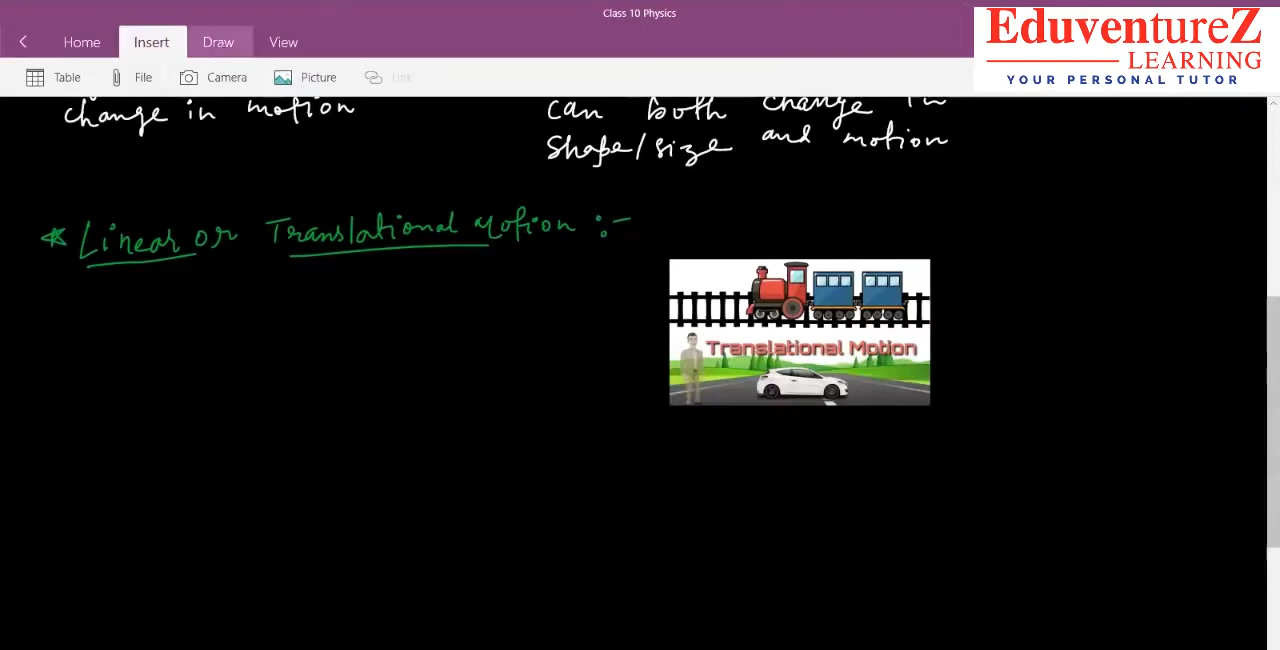 Class 10 Physics
EduventureZ
LEARNING
YOUR PERSONAL TUTOR
Home Insert Draw View
Table File Camera Picture Link
change in motion
can both change in
shape/size and motion
* Linear or Translational Motion :-
Translational Motion